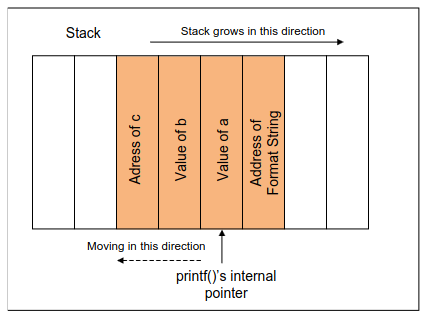 Stack
Stack grows in this direction
Adress of c
Value of b
Value of a
Address of
Format String
Moving in this direction
printf()'s internal
pointer